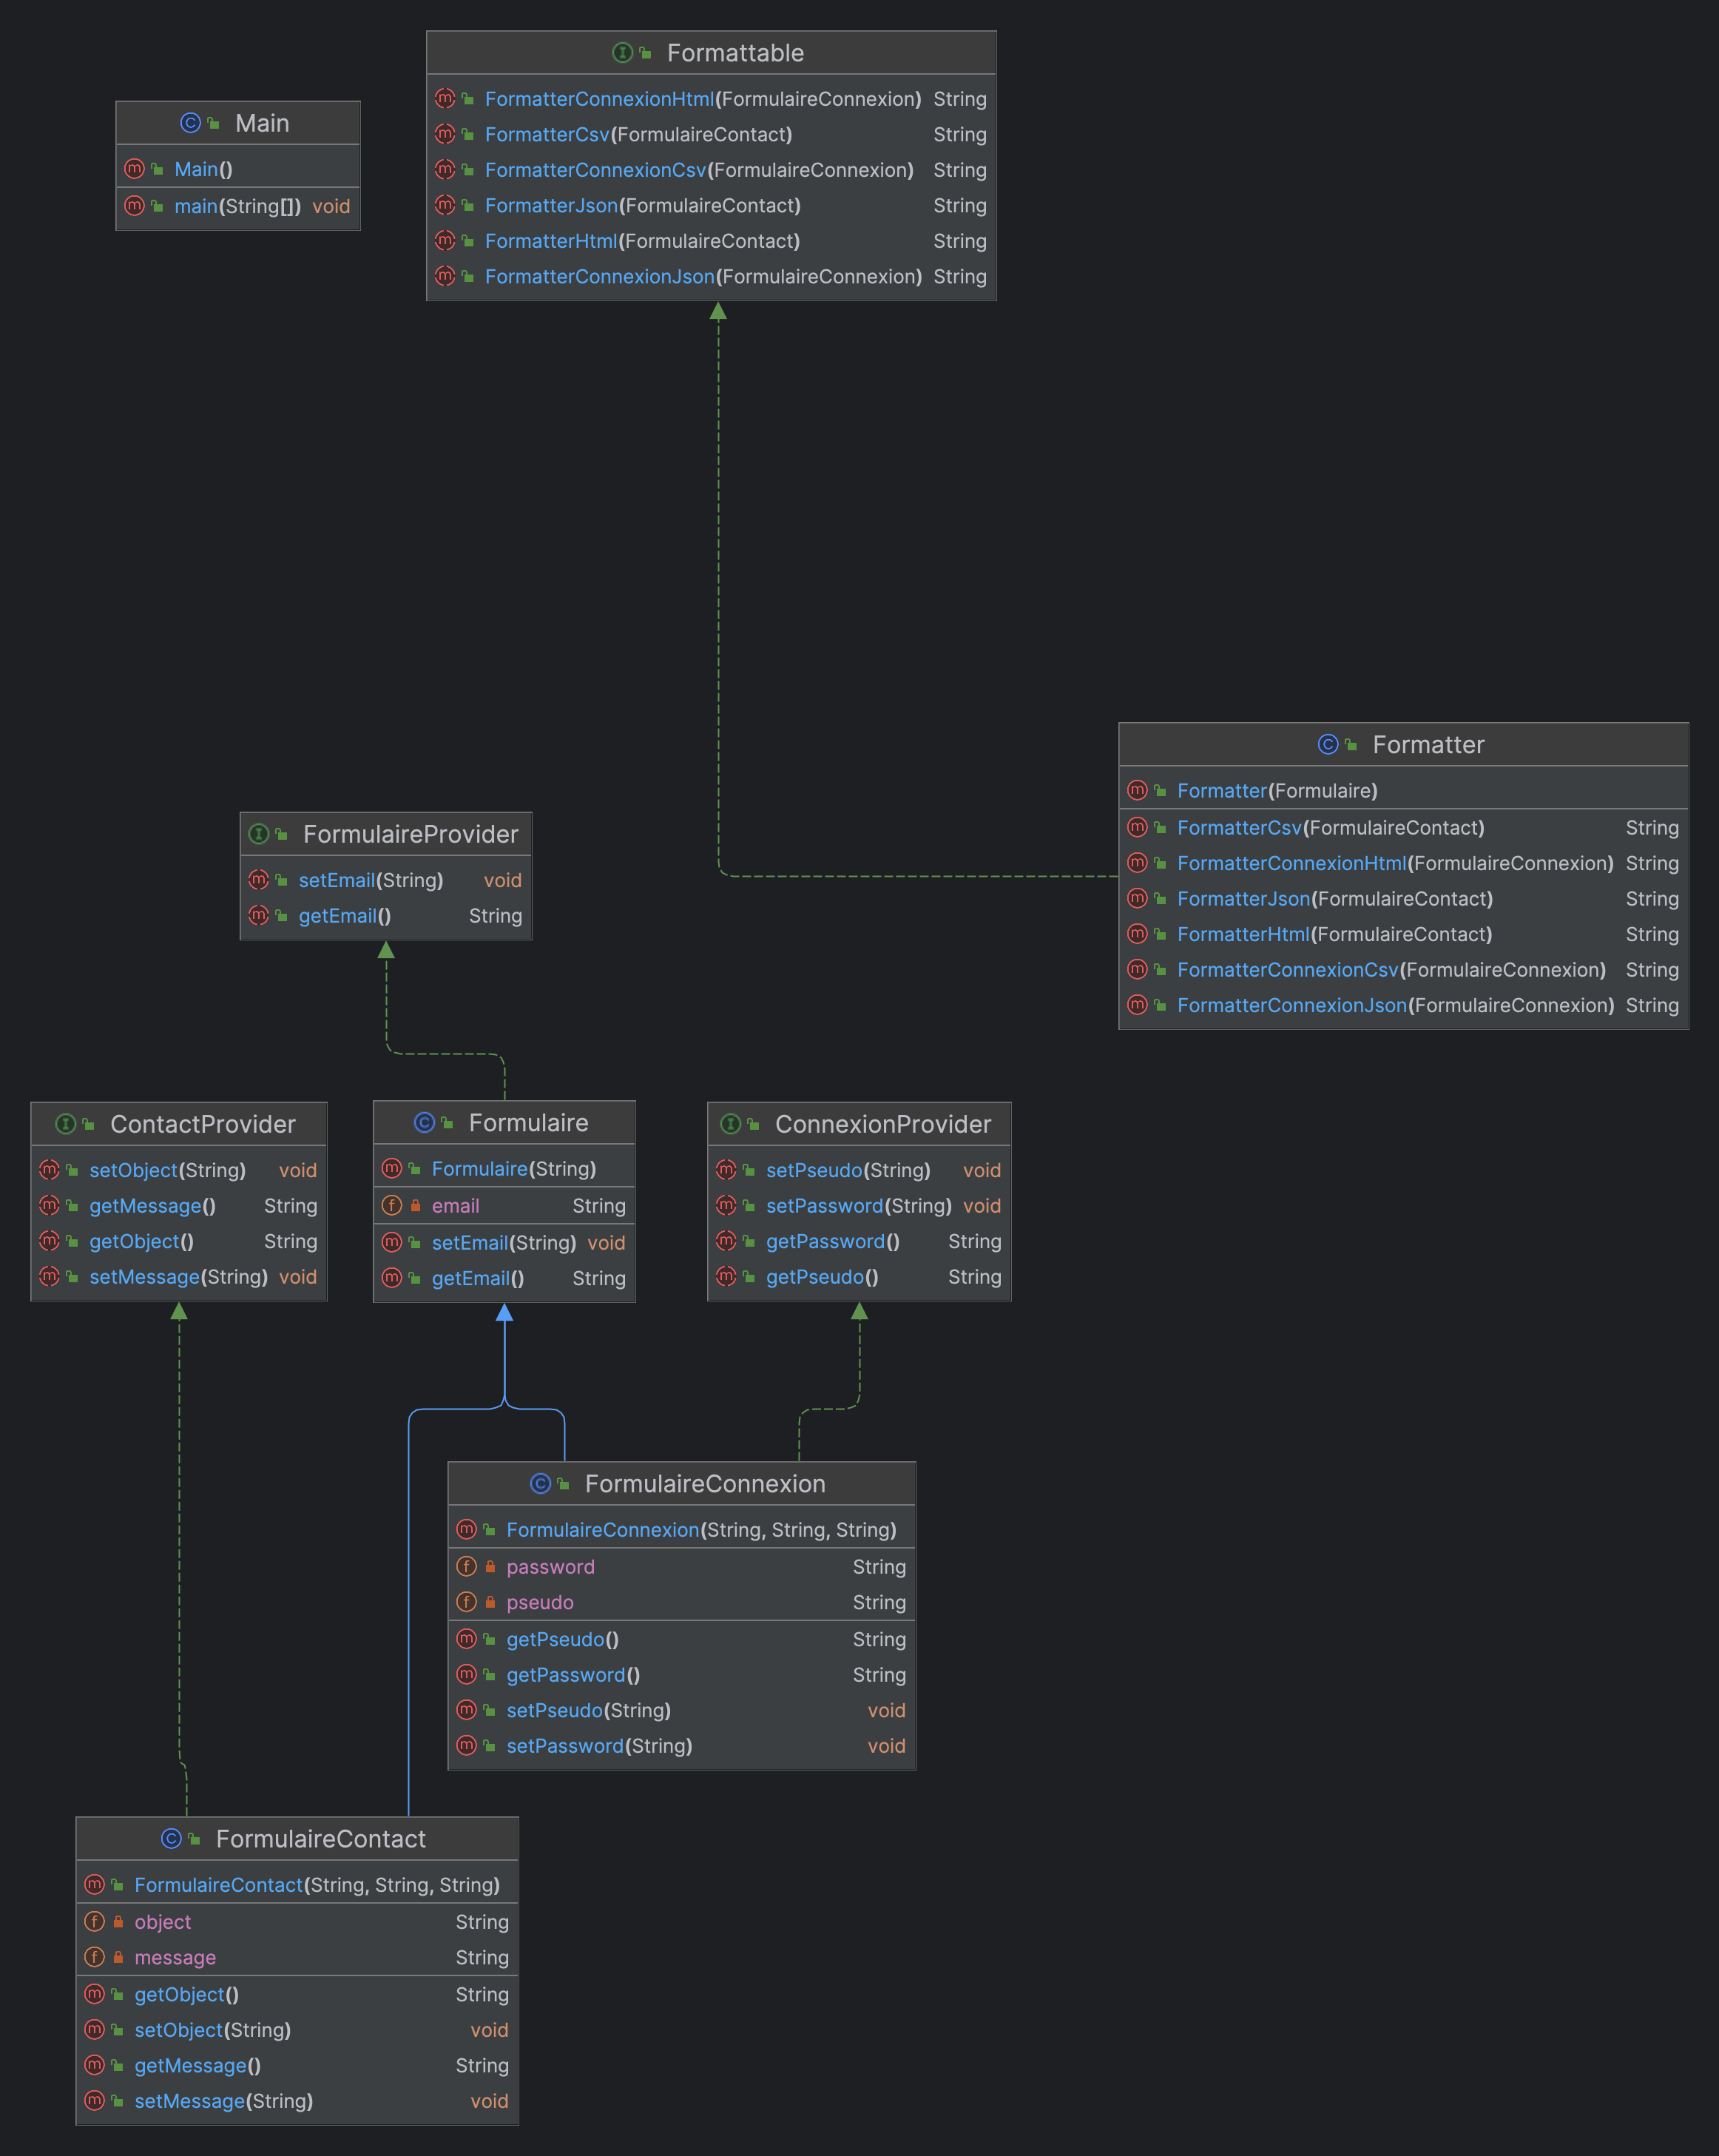 Formattable
FormatterConnexionHtml(FormulaireConnexion) String
FormatterCsv(FormulaireContact) String
FormatterConnexionCsv(FormulaireConnexion) String
FormatterJson(FormulaireContact) String
FormatterHtml(FormulaireContact) String
FormatterConnexionJson(FormulaireConnexion) String
Main
Main()
main(String[]) void
Formatter
Formatter(Formulaire)
FormatterCsv(FormulaireContact) String
FormatterConnexionHtml(FormulaireConnexion) String
FormatterJson(FormulaireContact) String
FormatterHtml(FormulaireContact) String
FormatterConnexionCsv(FormulaireConnexion) String
FormatterConnexionJson(FormulaireConnexion) String
FormulaireProvider
setEmail(String) void
getEmail() String
ContactProvider
setObject(String) void
getMessage() String
getObject() String
setMessage(String) void
Formulaire
Formulaire(String)
email String
setEmail(String) void
getEmail() String
ConnexionProvider
setPseudo(String) void
setPassword(String) void
getPassword() String
getPseudo() String
FormulaireConnexion
FormulaireConnexion(String, String, String)
password String
pseudo String
getPseudo() String
getPassword() String
setPseudo(String) void
setPassword(String) void
FormulaireContact
FormulaireContact(String, String, String)
object String
message String
getObject() String
setObject(String) void
getMessage() String
setMessage(String) void